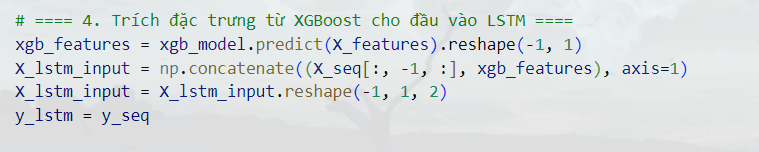 # ==== 4. Trích đặc trưng từ XGBoost cho đầu vào LSTM ====
xgb_features = xgb_model.predict(X_features).reshape(-1, 1)
X_lstm_input = np.concatenate((X_seq[:, -1, :], xgb_features), axis=1)
X_lstm_input = X_lstm_input.reshape(-1, 1, 2)
y_lstm = y_seq